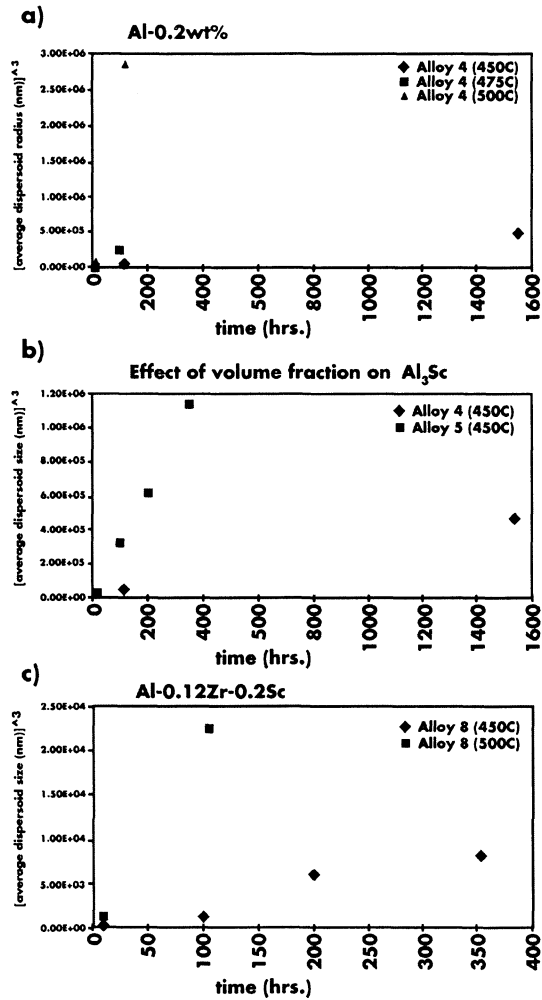 a)
Al-0.2wt%
[average dispersoid radius (nm)]^3
3.00E+06
2.50E+06
2.00E+06
1.50E+06
1.00E+06
5.00E+05
0.00E+00
Alloy 4 (450C)
Alloy 4 (475C)
Alloy 4 (500C)
0
200
400
500
800
1000
1200
1400
1600
time (hrs.)
b)
Effect of volume fraction on Al₃Sc
[average dispersoid size (nm)]^3
1.20E+06
1.00E+06
8.00E+05
6.00E+05
4.00E+05
2.00E+05
0.00E+00
Alloy 4 (450C)
Alloy 5 (450C)
0
200
400
500
800
1000
1200
1400
1600
time (hrs.)
c)
Al-0.12Zr-0.2Sc
[average dispersoid size (nm)]^3
2.50E+04
2.00E+04
1.50E+04
1.00E+04
5.00E+03
0.00E+00
Alloy 8 (450C)
Alloy 8 (500C)
0
50
100
150
200
250
300
350
400
time (hrs.)